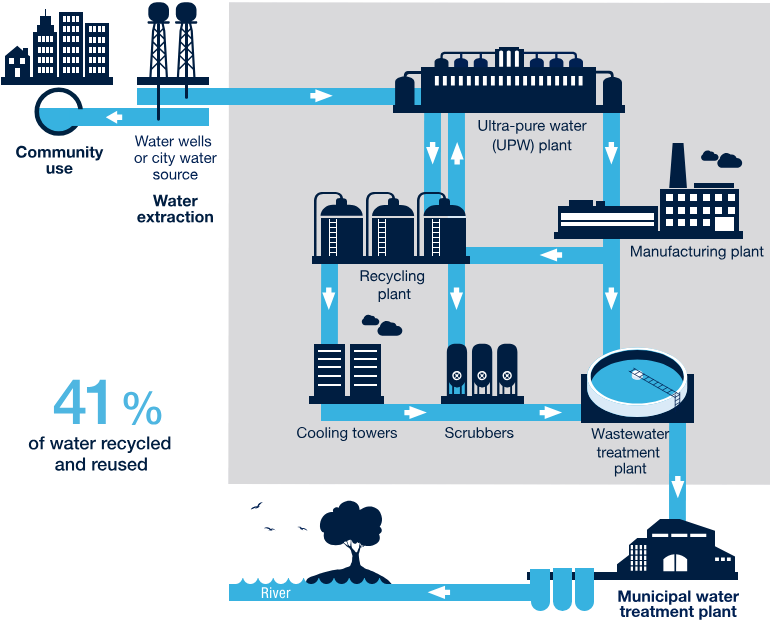 Community
use
Water wells
or city water
source
Water
extraction
Ultra-pure water
(UPW) plant
Manufacturing plant
Recycling
plant
Cooling towers
Scrubbers
Wastewater
treatment
plant
41 %
of water recycled
and reused
River
Municipal water
treatment plant